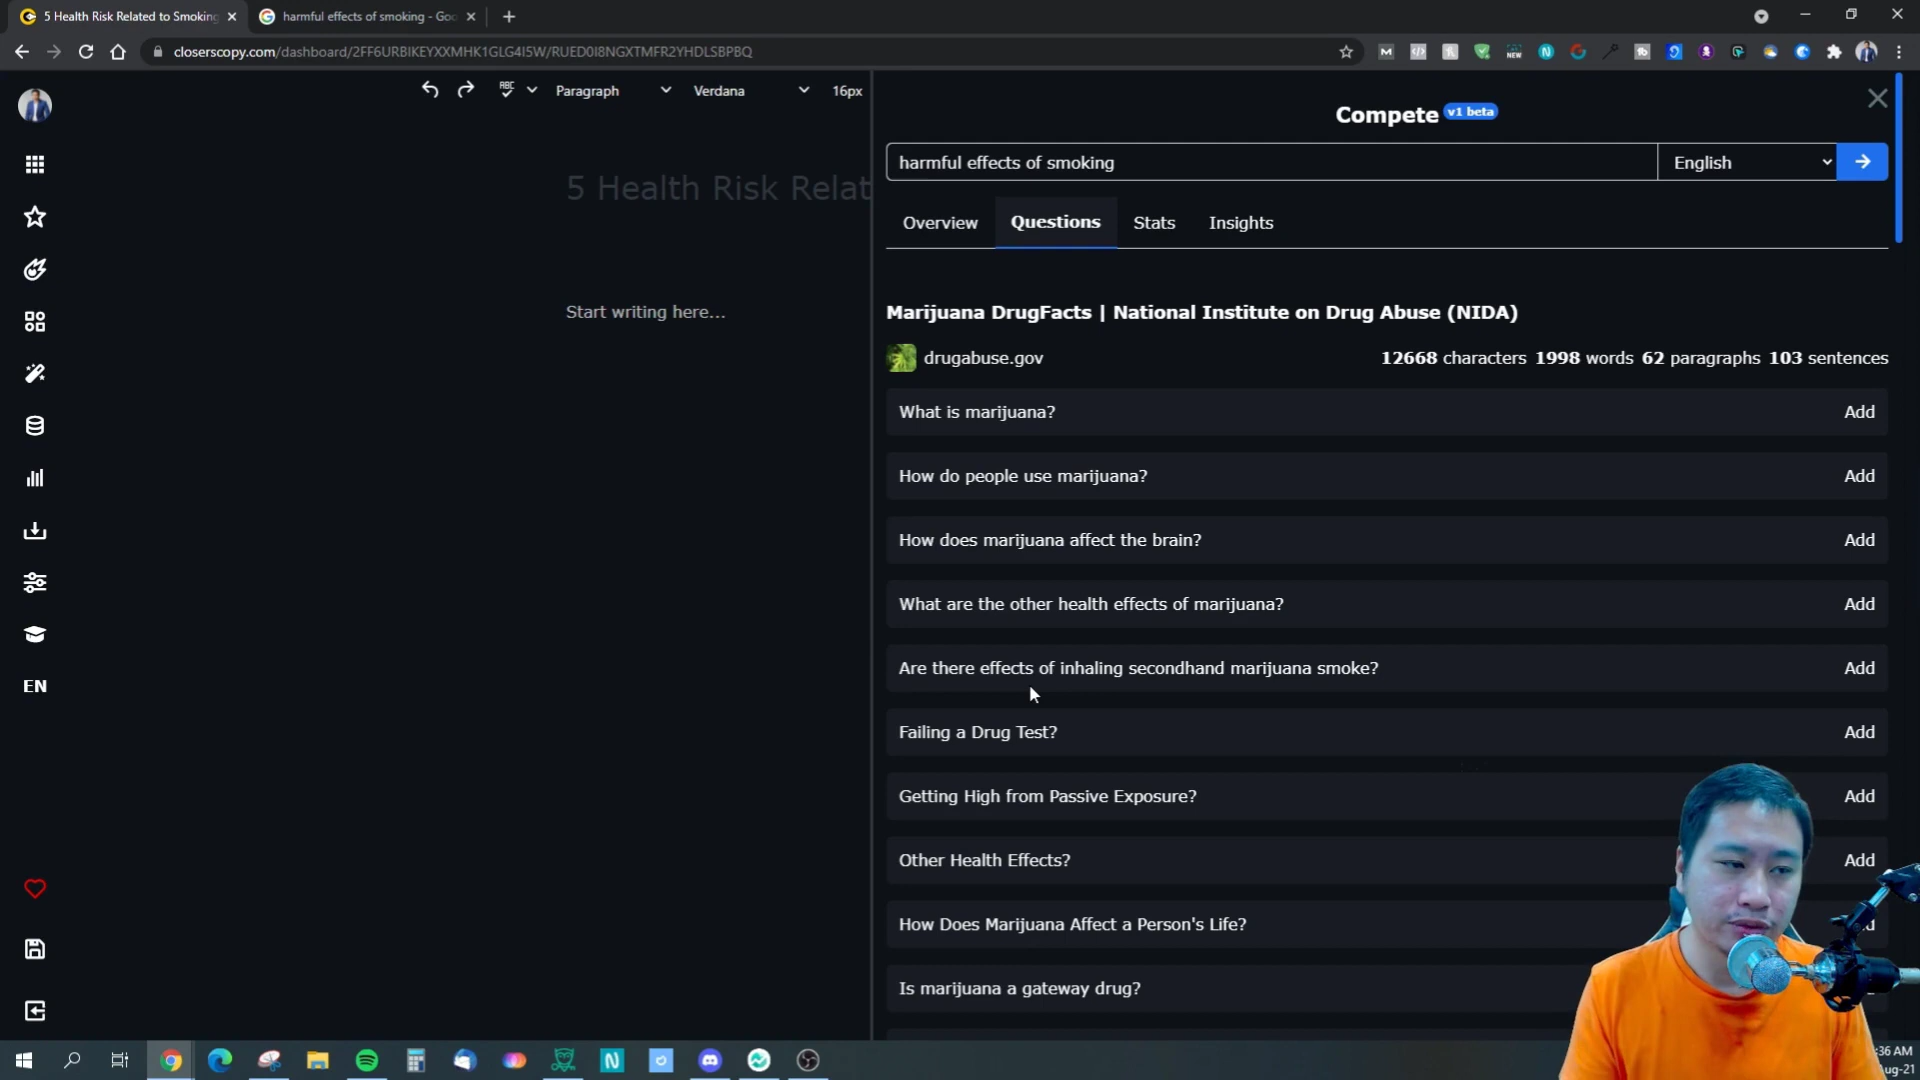 5 Health Risk Related to Smoking
harmful effects of smoking - Goo
closerscopy.com/dashboard/2FF6URBIKEYXXMHK1GLG4I5W/RUED0I8NGXTMFR2YHDLSBPBQ
NEW
ABC
Paragraph
Verdana
16px
Compete v1 beta
harmful effects of smoking
English
5 Health Risk Relat
Overview
Questions
Stats
Insights
Start writing here...
Marijuana DrugFacts | National Institute on Drug Abuse (NIDA)
drugabuse.gov
12668 characters 1998 words 62 paragraphs 103 sentences
What is marijuana? Add
How do people use marijuana? Add
How does marijuana affect the brain? Add
What are the other health effects of marijuana? Add
Are there effects of inhaling secondhand marijuana smoke? Add
EN
Failing a Drug Test? Add
Getting High from Passive Exposure? Add
Other Health Effects? Add
How Does Marijuana Affect a Person's Life?
Is marijuana a gateway drug?
:36 AM